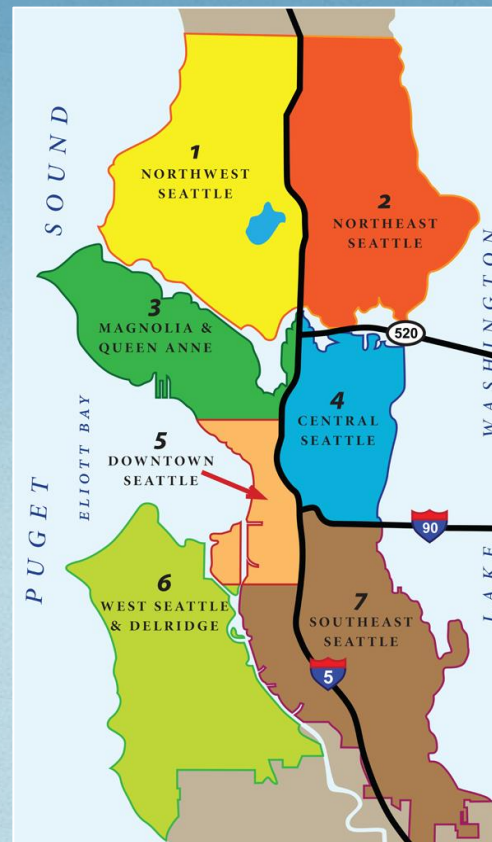 SOUND
1
NORTHWEST
SEATTLE
2
NORTHEAST
SEATTLE
3
MAGNOLIA &
QUEEN ANNE
520
WASHINGTON
4
CENTRAL
SEATTLE
5
DOWNTOWN
SEATTLE
ELIOTT BAY
PUGET
90
LAKE
6
WEST SEATTLE
& DELRIDGE
7
SOUTHEAST
SEATTLE
5